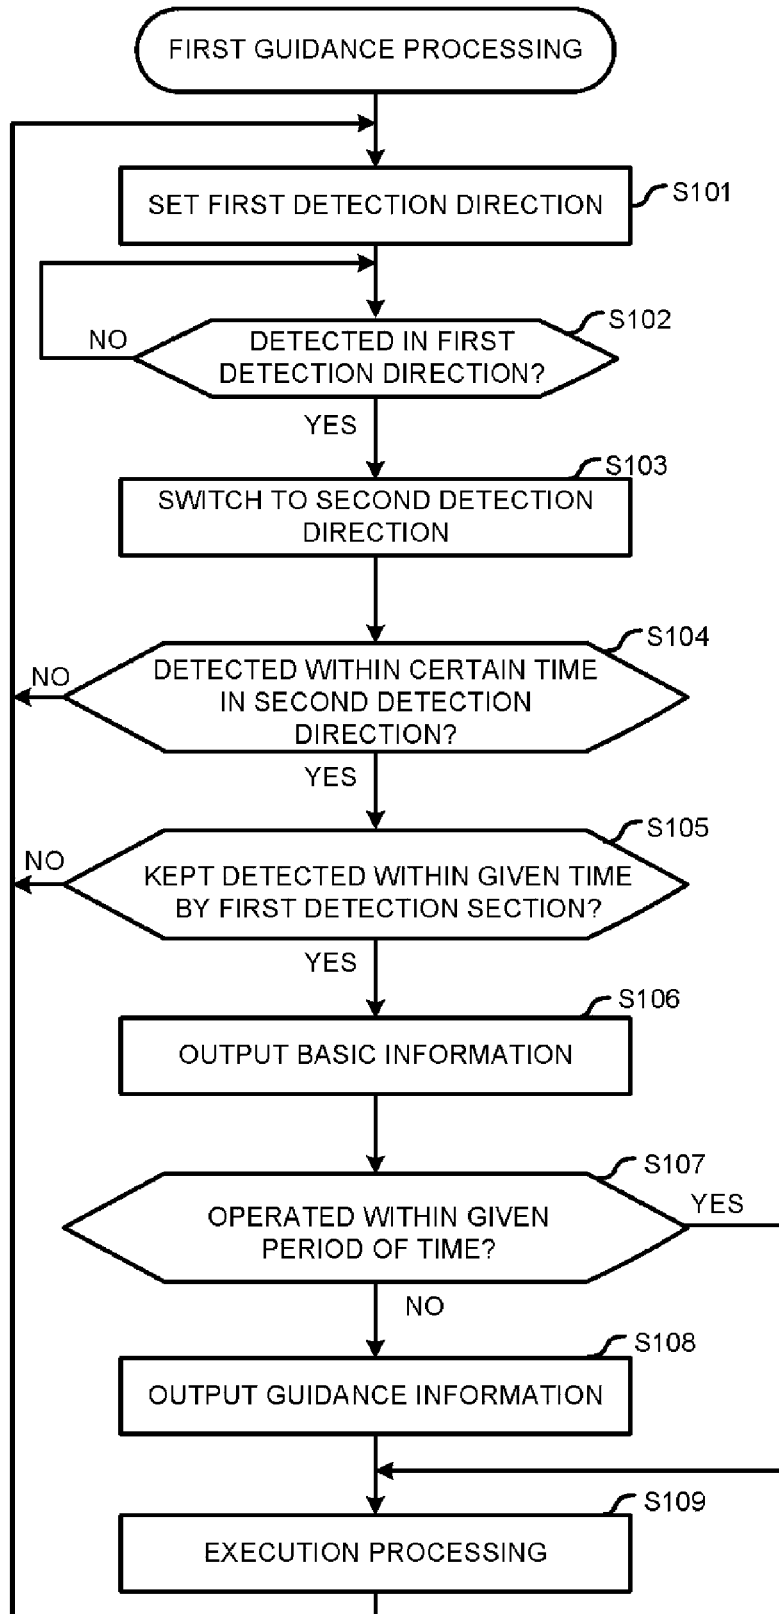 FIRST GUIDANCE PROCESSING
SET FIRST DETECTION DIRECTION
S101
DETECTED IN FIRST
DETECTION DIRECTION?
S102
NO
YES
SWITCH TO SECOND DETECTION
DIRECTION
S103
DETECTED WITHIN CERTAIN TIME
IN SECOND DETECTION
DIRECTION?
S104
NO
YES
KEPT DETECTED WITHIN GIVEN TIME
BY FIRST DETECTION SECTION?
S105
NO
YES
OUTPUT BASIC INFORMATION
S106
OPERATED WITHIN GIVEN
PERIOD OF TIME?
S107
YES
NO
OUTPUT GUIDANCE INFORMATION
S108
EXECUTION PROCESSING
S109